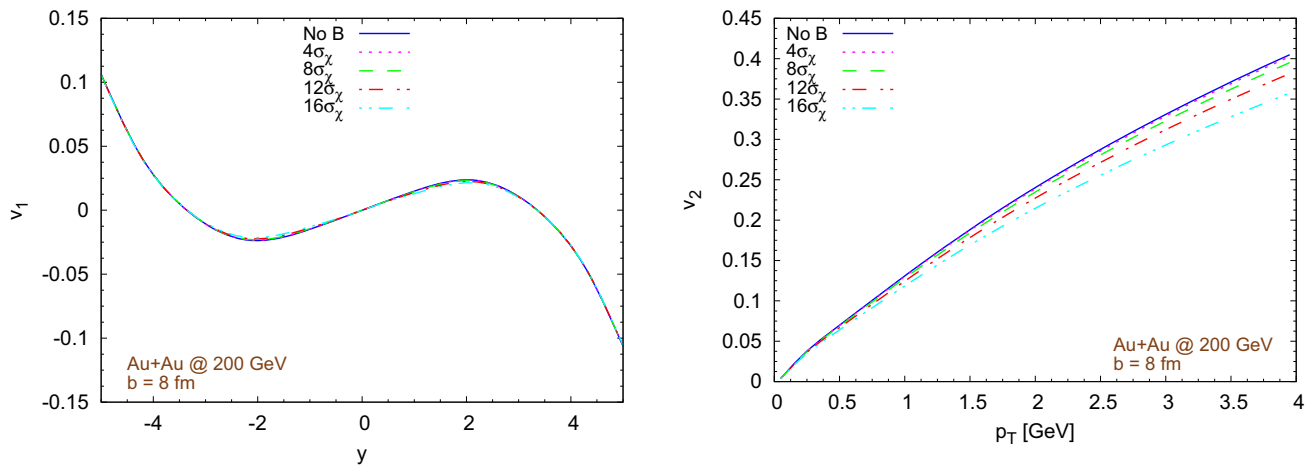 0.15
0.1
0.05
0
-0.05
-0.1
-0.15
v₁
-4
-2
0
2
4
y
No B
4σᵪ
8σᵪ
12σᵪ
16σᵪ
Au+Au @ 200 GeV
b = 8 fm
0.45
0.4
0.35
0.3
0.25
0.2
0.15
0.1
0.05
0
v₂
0
0.5
1
1.5
2
2.5
3
3.5
4
p_T [GeV]
No B
4σᵪ
8σᵪ
12σᵪ
16σᵪ
Au+Au @ 200 GeV
b = 8 fm